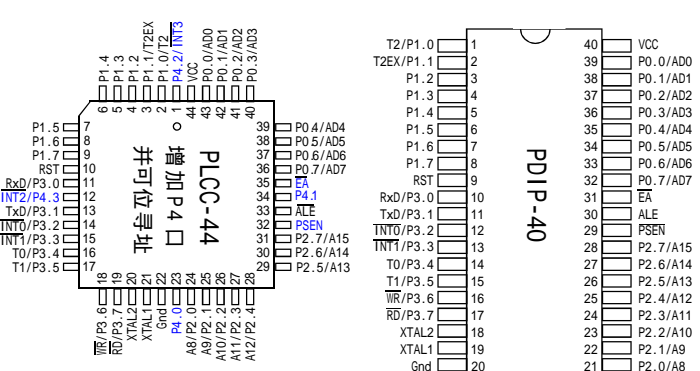 P1.4
P1.3
P1.2
P1.1/T2EX
P1.0/T2
P4.2/INT3
VCC
P0.0/AD0
P0.1/AD1
P0.2/AD2
P0.3/AD3
6
5
4
3
2
1
44
43
42
41
40
P1.5 7
P1.6 8
P1.7 9
RST 10
RxD/P3.0 11
INT2/P4.3 12
TxD/P3.1 13
INT0/P3.2 14
INT1/P3.3 15
T0/P3.4 16
T1/P3.5 17
PLCC-44
增加P4口
并可位寻址
39 P0.4/AD4
38 P0.5/AD5
37 P0.6/AD6
36 P0.7/AD7
35 EA
34 P4.1
33 ALE
32 PSEN
31 P2.7/A15
30 P2.6/A14
29 P2.5/A13
18
19
20
21
22
23
24
25
26
27
28
WR/P3.6
RD/P3.7
XTAL2
XTAL1
Gnd
P4.0
A8/P2.0
A9/P2.1
A10/P2.2
A11/P2.3
A12/P2.4
T2/P1.0 1
T2EX/P1.1 2
P1.2 3
P1.3 4
P1.4 5
P1.5 6
P1.6 7
P1.7 8
RST 9
RxD/P3.0 10
TxD/P3.1 11
INT0/P3.2 12
INT1/P3.3 13
T0/P3.4 14
T1/P3.5 15
WR/P3.6 16
RD/P3.7 17
XTAL2 18
XTAL1 19
Gnd 20
PDIP-40
40 VCC
39 P0.0/AD0
38 P0.1/AD1
37 P0.2/AD2
36 P0.3/AD3
35 P0.4/AD4
34 P0.5/AD5
33 P0.6/AD6
32 P0.7/AD7
31 EA
30 ALE
29 PSEN
28 P2.7/A15
27 P2.6/A14
26 P2.5/A13
25 P2.4/A12
24 P2.3/A11
23 P2.2/A10
22 P2.1/A9
21 P2.0/A8